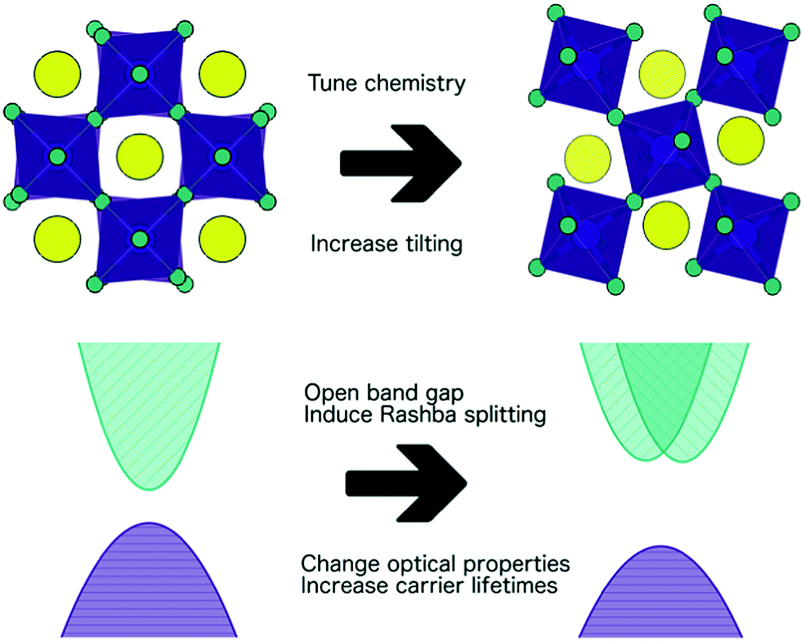 Tune chemistry
Increase tilting
Open band gap
Induce Rashba splitting
Change optical properties
Increase carrier lifetimes